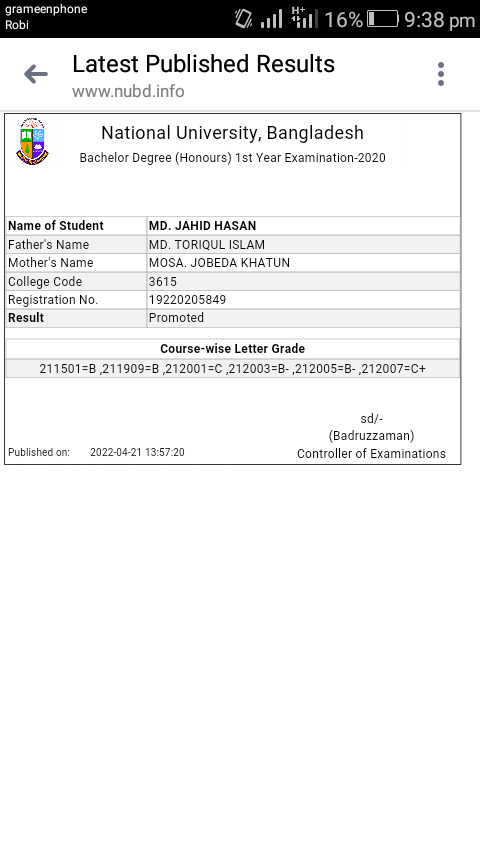 grameenphone
Robi
H+
16%
9:38 pm
Latest Published Results
www.nubd.info
National University, Bangladesh
Bachelor Degree (Honours) 1st Year Examination-2020
Name of Student MD. JAHID HASAN
Father's Name MD. TORIQUL ISLAM
Mother's Name MOSA. JOBEDA KHATUN
College Code 3615
Registration No. 19220205849
Result Promoted
Course-wise Letter Grade
211501=B ,211909=B ,212001=C ,212003=B- ,212005=B- ,212007=C+
sd/-
(Badruzzaman)
Published on: 2022-04-21 13:57:20 Controller of Examinations